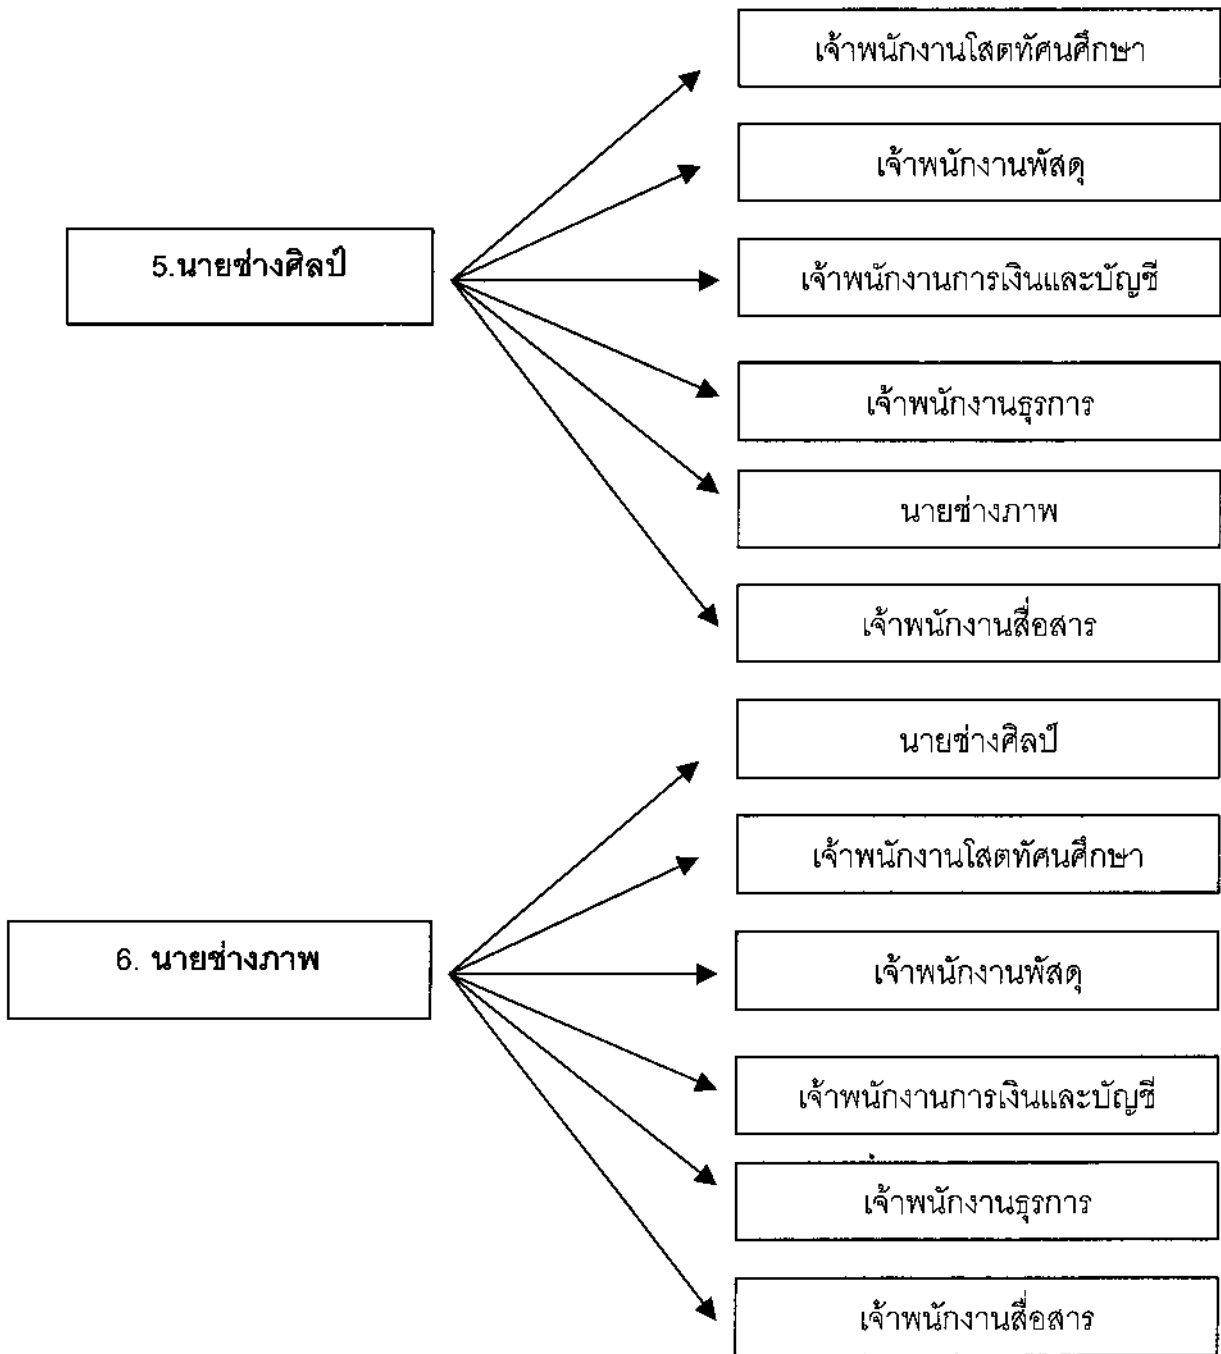 5.นายช่างศิลป์
เจ้าพนักงานโสตทัศนศึกษา
เจ้าพนักงานพัสดุ
เจ้าพนักงานการเงินและบัญชี
เจ้าพนักงานธุรการ
นายช่างภาพ
เจ้าพนักงานสื่อสาร
6. นายช่างภาพ
นายช่างศิลป์
เจ้าพนักงานโสตทัศนศึกษา
เจ้าพนักงานพัสดุ
เจ้าพนักงานการเงินและบัญชี
เจ้าพนักงานธุรการ
เจ้าพนักงานสื่อสาร